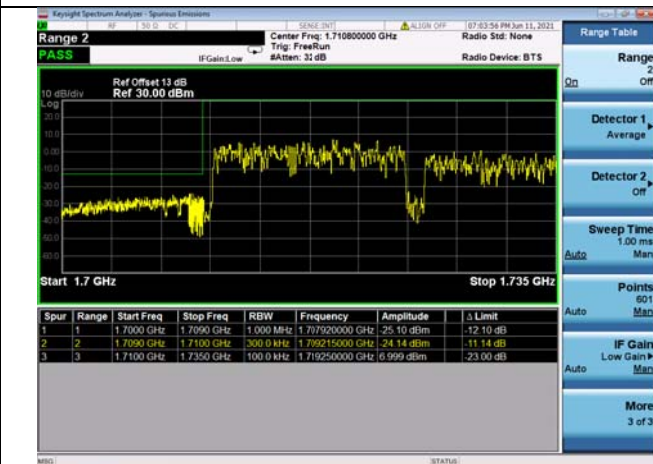 Keysight Spectrum Analyzer - Spurious Emissions
RF 50 Ω DC SENSE:INT ALIGN OFF 07:03:56 PM Jun 11, 2021
Range 2 Center Frnq: 1.710800000 GHz Radio Std: None Range Table
Trig: FreeRun
PASS IFGain:Low #Atten: 32 dB Radio Device: BTS
Range
2
On Off
Ref Offset 13 dB
10 dB/div Ref 30.00 dBm
Log
20.0
10.0
0.00
-10.0
-20.0
-30.0
-40.0
-50.0
-60.0
Detector 1
Average
Detector 2
Off
Sweep Time
1.00 ms
Auto Man
Start 1.7 GHz Stop 1.735 GHz
Points
601
Auto Man
Spur Range Start Freq Stop Freq RBW Frequency Amplitude Δ Limit
1 1 1.7000 GHz 1.7090 GHz 1.000 MHz 1.707920000 GHz -25.10 dBm -12.10 dB
2 2 1.7090 GHz 1.7100 GHz 300.0 kHz 1.709215000 GHz -24.14 dBm -11.14 dB
3 3 1.7100 GHz 1.7350 GHz 100.0 kHz 1.719250000 GHz 6.999 dBm -23.00 dB
IF Gain
Low Gain
Auto Man
More
3 of 3
MSG STATUS